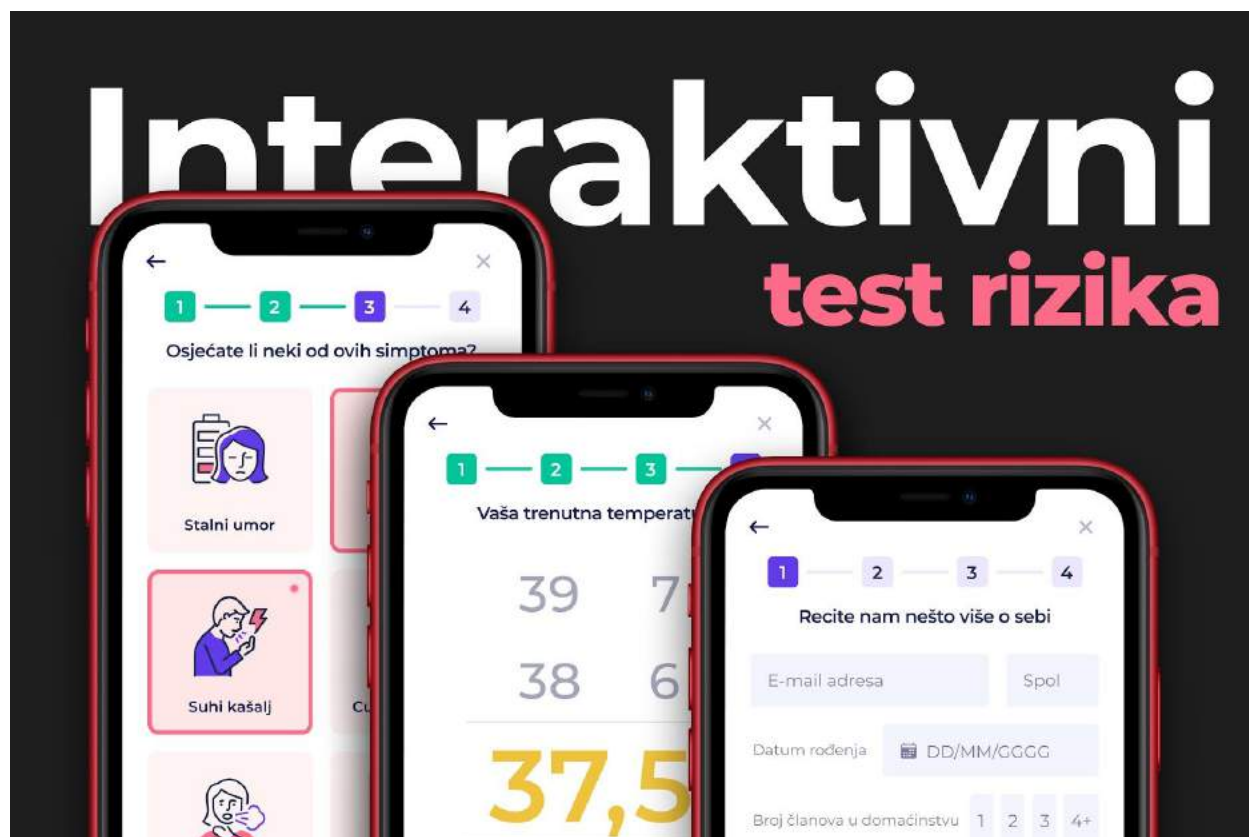 Interaktivni
test rizika
1 2 3 4
Osjećate li neki od ovih simptoma?
Stalni umor
Suhi kašalj
1 2 3
Vaša trenutna
39 7
38 6
37,5
1 2 3 4
Recite nam nešto više o sebi
E-mail adresa Spol
Datum rođenja DD/MM/GGGG
Broj članova u domaćinstvu 1 2 3 4+